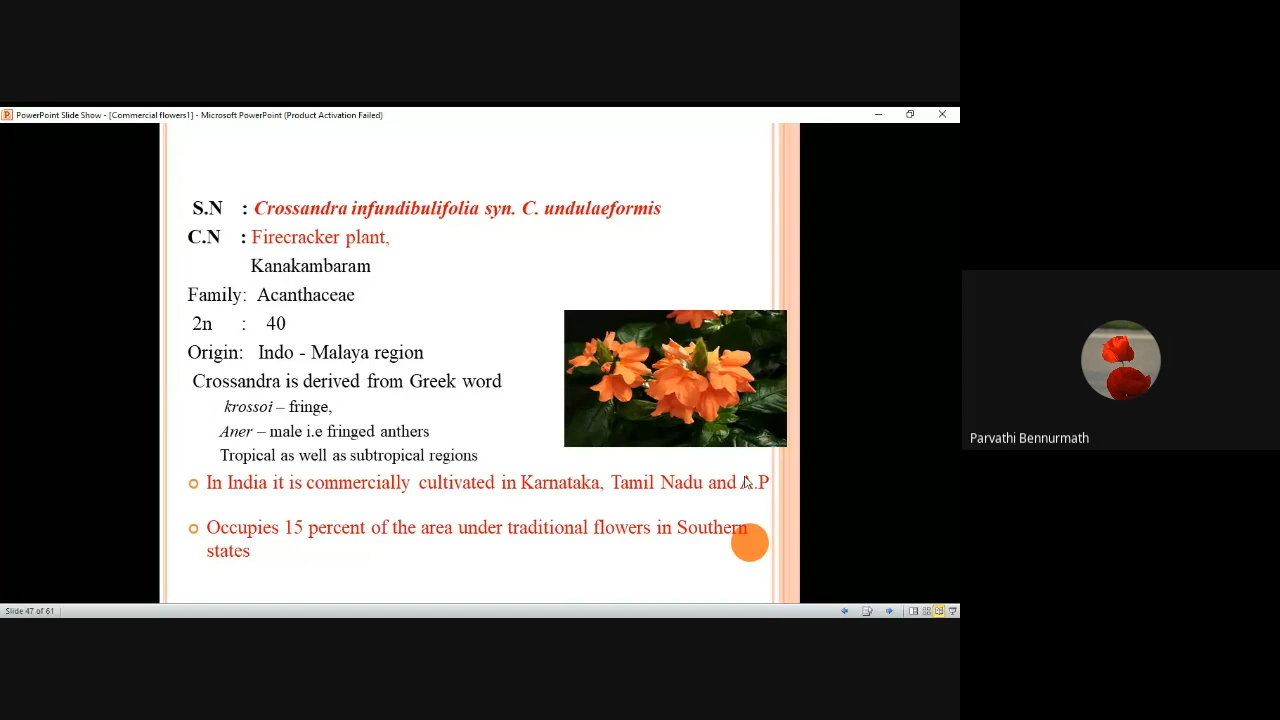 PowerPoint Slide Show - [Commercial flowers1] - Microsoft PowerPoint (Product Activation Failed)
S.N : Crossandra infundibulifolia syn. C. undulaeformis
C.N : Firecracker plant,
Kanakambaram
Family: Acanthaceae
2n : 40
Origin: Indo - Malaya region
Crossandra is derived from Greek word
krossoi – fringe,
Aner – male i.e fringed anthers
Tropical as well as subtropical regions
In India it is commercially cultivated in Karnataka, Tamil Nadu and A.P
Occupies 15 percent of the area under traditional flowers in Southern
states
Slide 47 of 61
Parvathi Bennurmath